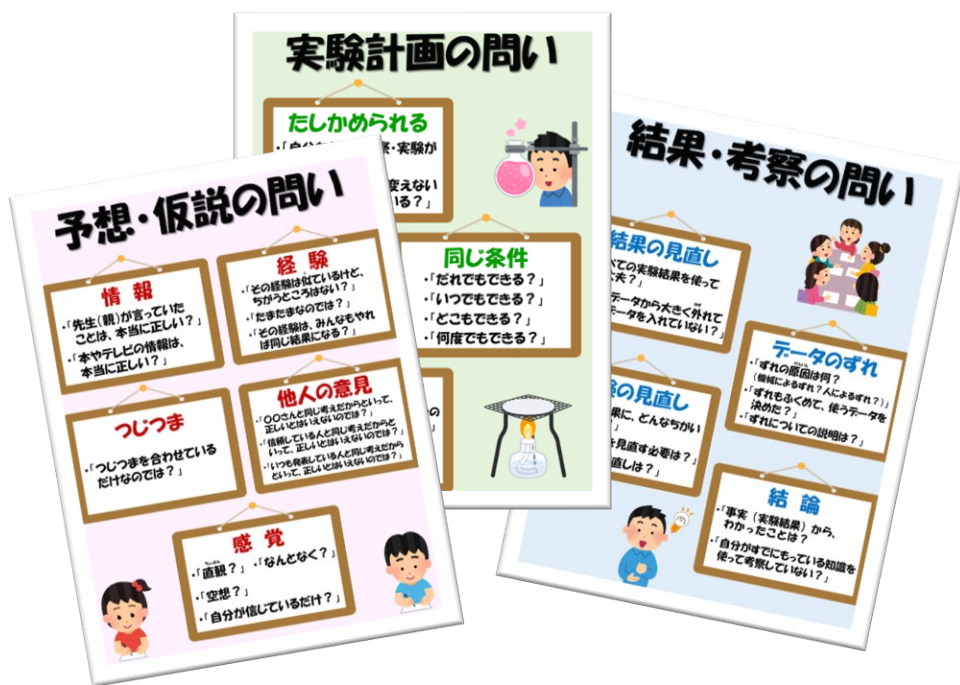 予想・仮説の問い
情報
・「先生(親)が言っていた
ことは、本当に正しい?」
・「本やテレビの情報は、
本当に正しい?」
経験
・「その経験は似ているけど、
ちがうところはない?」
・「たまたまなのでは?」
・「その経験は、みんなもやれ
ば同じ結果になる?」
つじつま
・「つじつまを合わせている
だけなのでは?」
他人の意見
・「〇〇さんと同じ考えだからといって、
正しいとはいえないのでは?」
・「信頼している人と同じ考えだからと
いって、正しいとはいえないのでは?」
・「いつも発表している人と同じ考えだから
といって、正しいとはいえないのでは?」
感覚
・「直観?」 ・「なんとなく?」
・「空想?」
・「自分が信じているだけ?」
実験計画の問い
たしかめられる
・「自分
・実験が
変えない
いる?」
同じ条件
・「だれでもできる?」
・「いつでもできる?」
・「どこもできる?」
・「何度でもできる?」
の
結果・考察の問い
結果の見直し
べての実験結果を使って
丈夫?」
データから大きく外れて
データを入れていない?」
データのずれ
・「ずれの原因は何?
(機械によるずれ?人によるずれ?)」
・「ずれもふくめて、使うデータを
決めた?」
・「ずれについての説明は?」
の見直し
果に、どんなちがい
を見直す必要は?」
直しは?」
結論
・「事実(実験結果)から、
わかったことは?
・「自分がすでにもっている知識を
使って考察していない?」